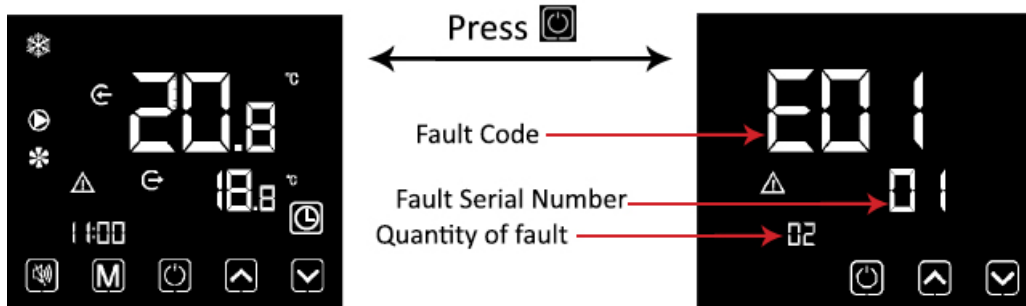 Press
20.8 °C
18.8 °C
11:00
M
Fault Code
Fault Serial Number
Quantity of fault
E01
01
02